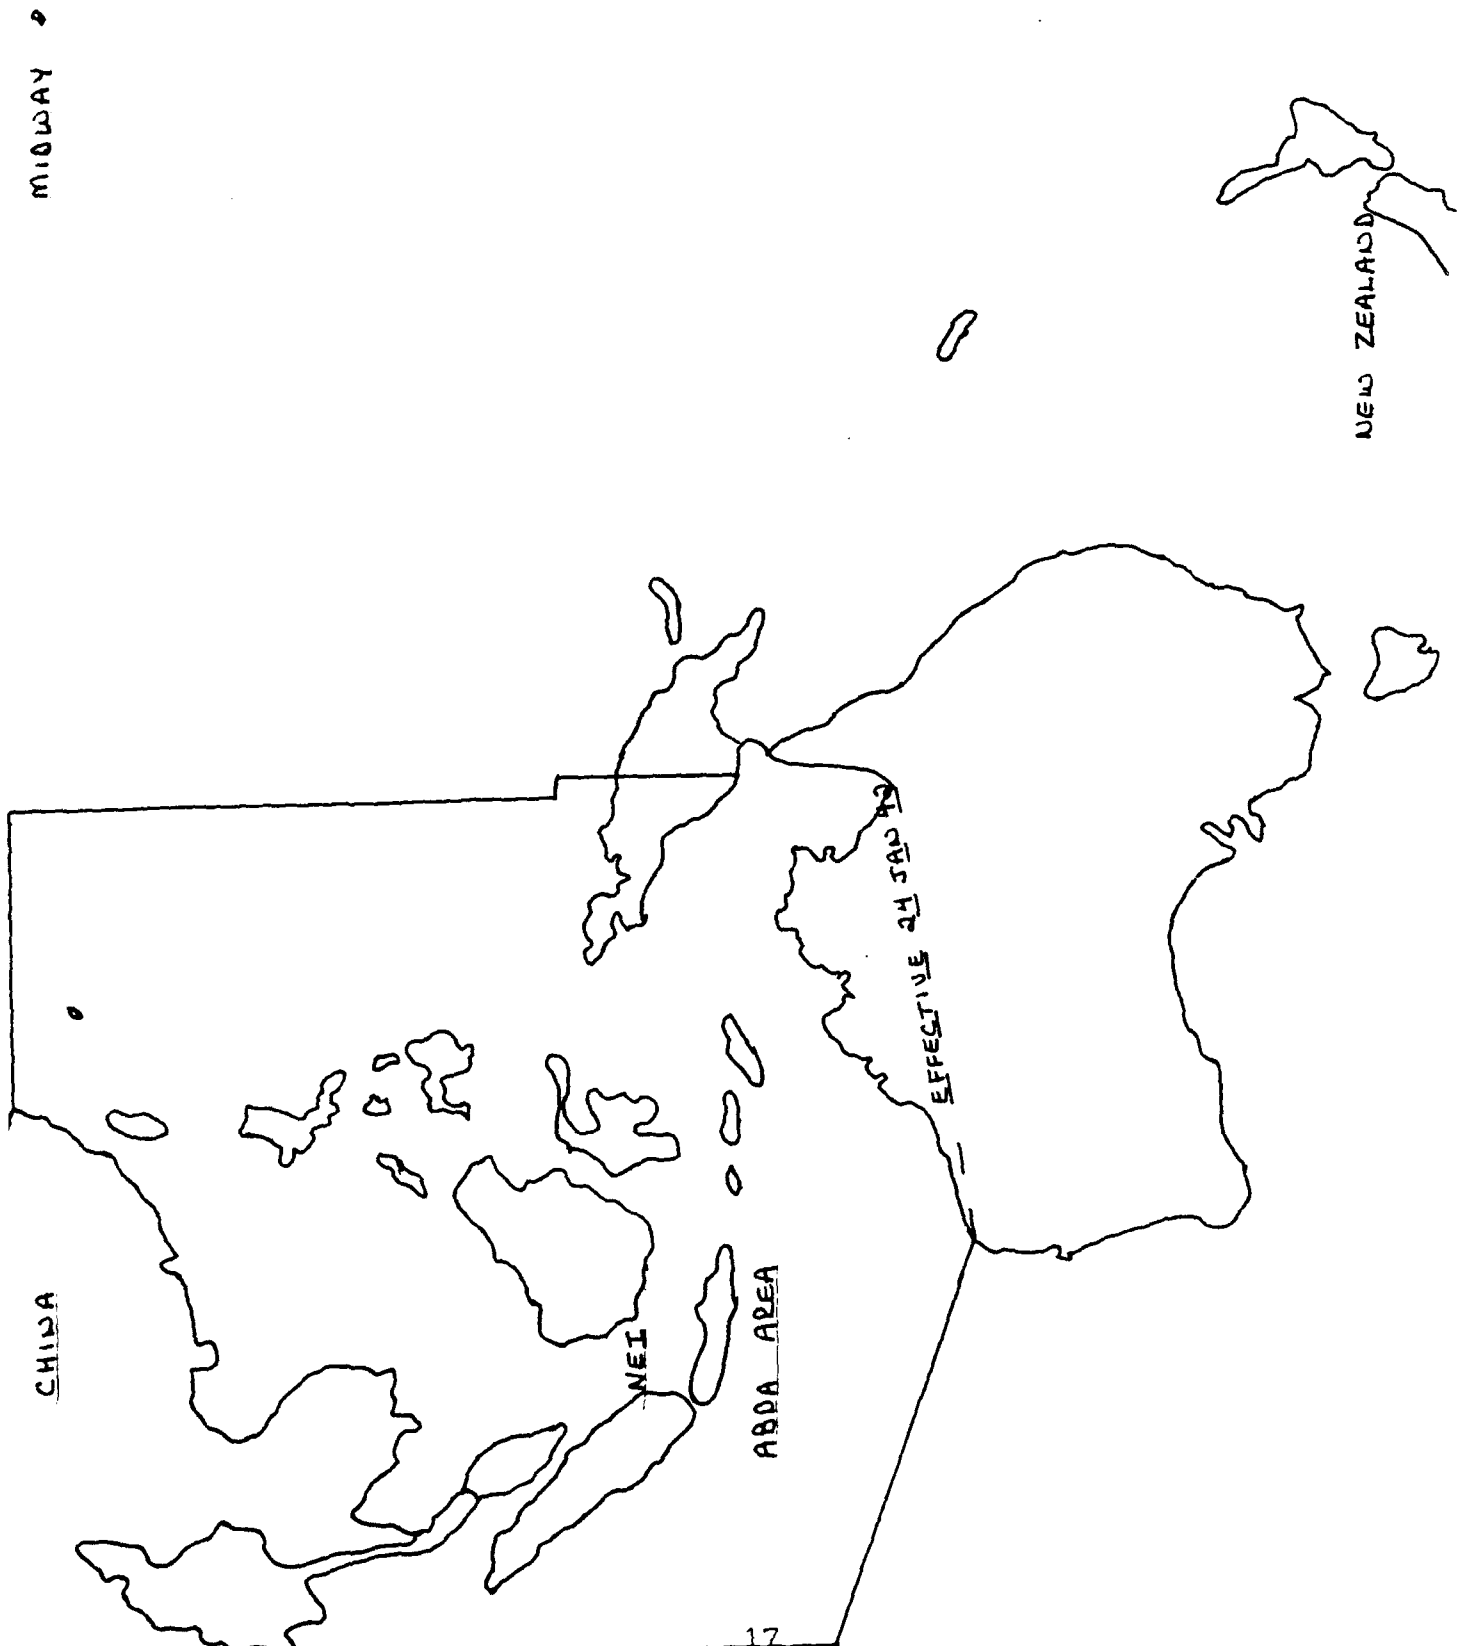 MIDWAY
CHINA
NEI
ABDA AREA
EFFECTIVE 24 JAN 42
NEW ZEALAND
17